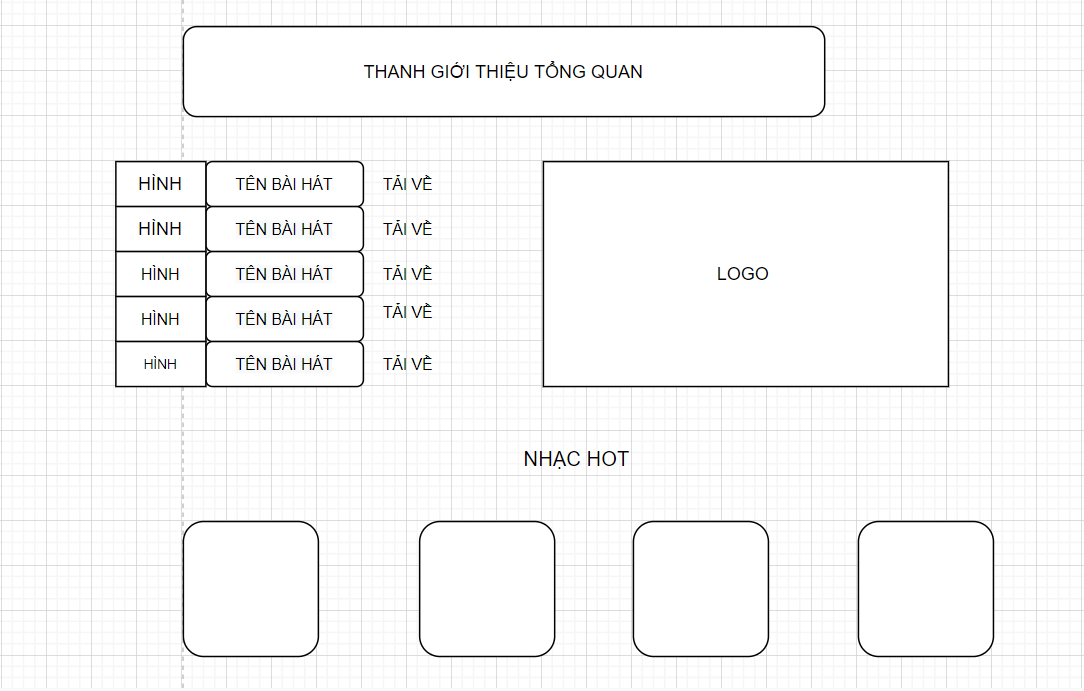 THANH GIỚI THIỆU TỔNG QUAN
HÌNH TÊN BÀI HÁT TẢI VỀ
HÌNH TÊN BÀI HÁT TẢI VỀ
HÌNH TÊN BÀI HÁT TẢI VỀ
HÌNH TÊN BÀI HÁT TẢI VỀ
HÌNH TÊN BÀI HÁT TẢI VỀ
LOGO
NHẠC HOT